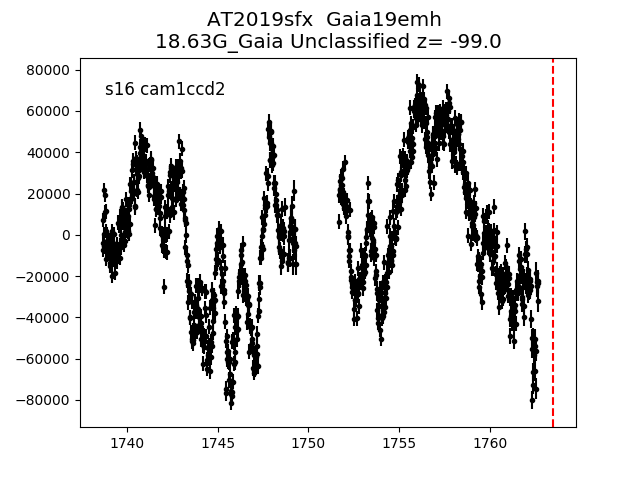 AT2019sfx  Gaia19emh
18.63G_Gaia Unclassified z= -99.0
s16 cam1ccd2
80000
60000
40000
20000
0
−20000
−40000
−60000
−80000
1740 1745 1750 1755 1760